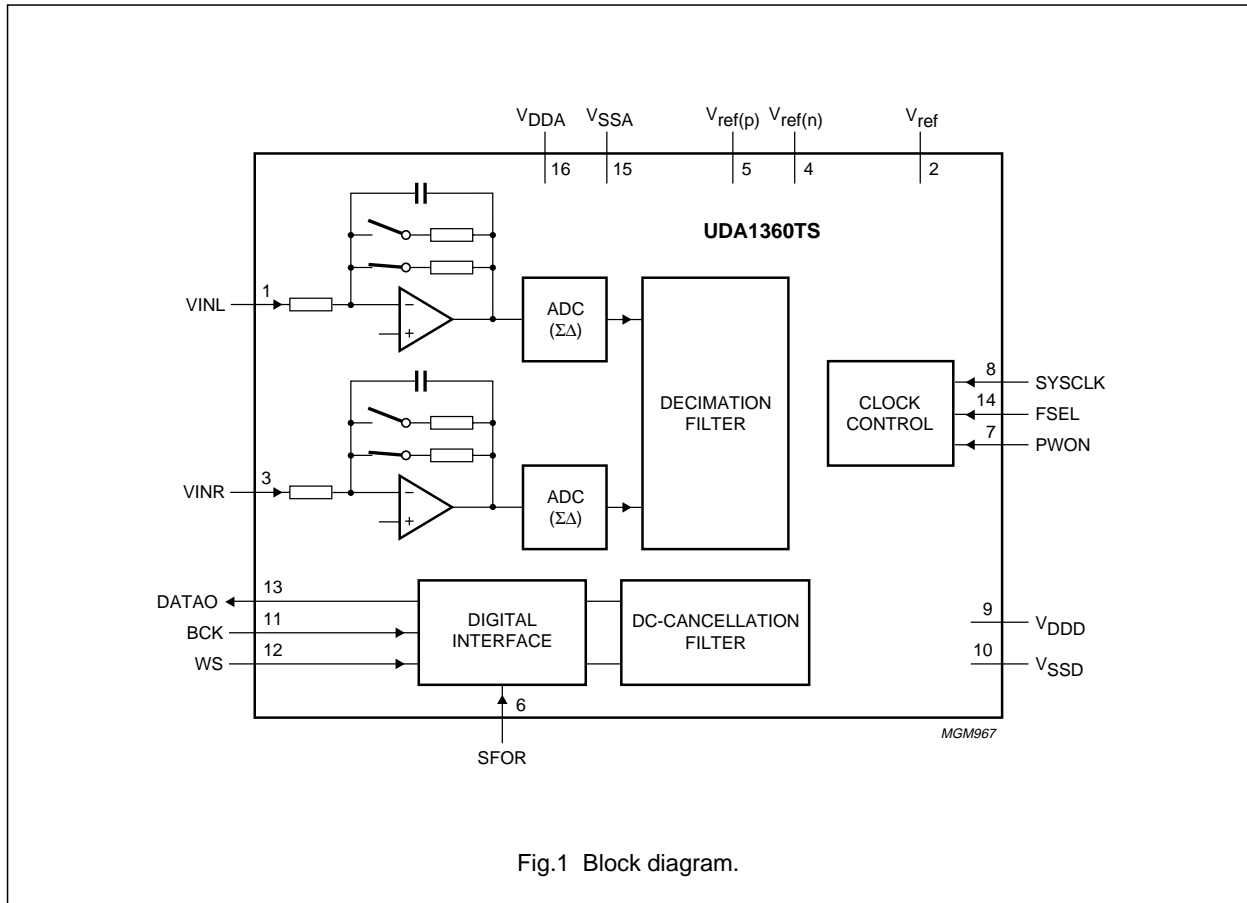 VDDA
VSSA
Vref(p)
Vref(n)
Vref
16
15
5
4
2
UDA1360TS
VINL
1
−
+
ADC
(ΣΔ)
VINR
3
−
+
ADC
(ΣΔ)
DECIMATION
FILTER
CLOCK
CONTROL
8
SYSCLK
14
FSEL
7
PWON
DATAO
13
BCK
11
WS
12
DIGITAL
INTERFACE
DC-CANCELLATION
FILTER
9
VDDD
10
VSSD
6
SFOR
MGM967
Fig.1 Block diagram.